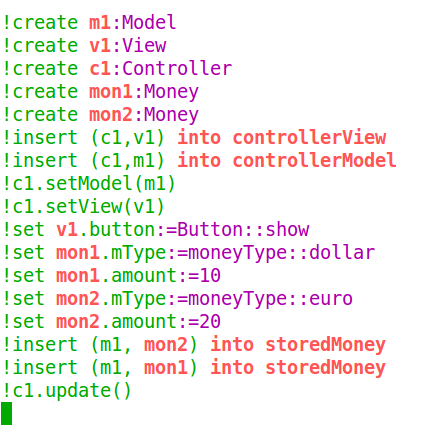 !create m1:Model
!create v1:View
!create c1:Controller
!create mon1:Money
!create mon2:Money
!insert (c1,v1) into controllerView
!insert (c1,m1) into controllerModel
!c1.setModel(m1)
!c1.setView(v1)
!set v1.button:=Button::show
!set mon1.mType:=moneyType::dollar
!set mon1.amount:=10
!set mon2.mType:=moneyType::euro
!set mon2.amount:=20
!insert (m1, mon2) into storedMoney
!insert (m1, mon1) into storedMoney
!c1.update()